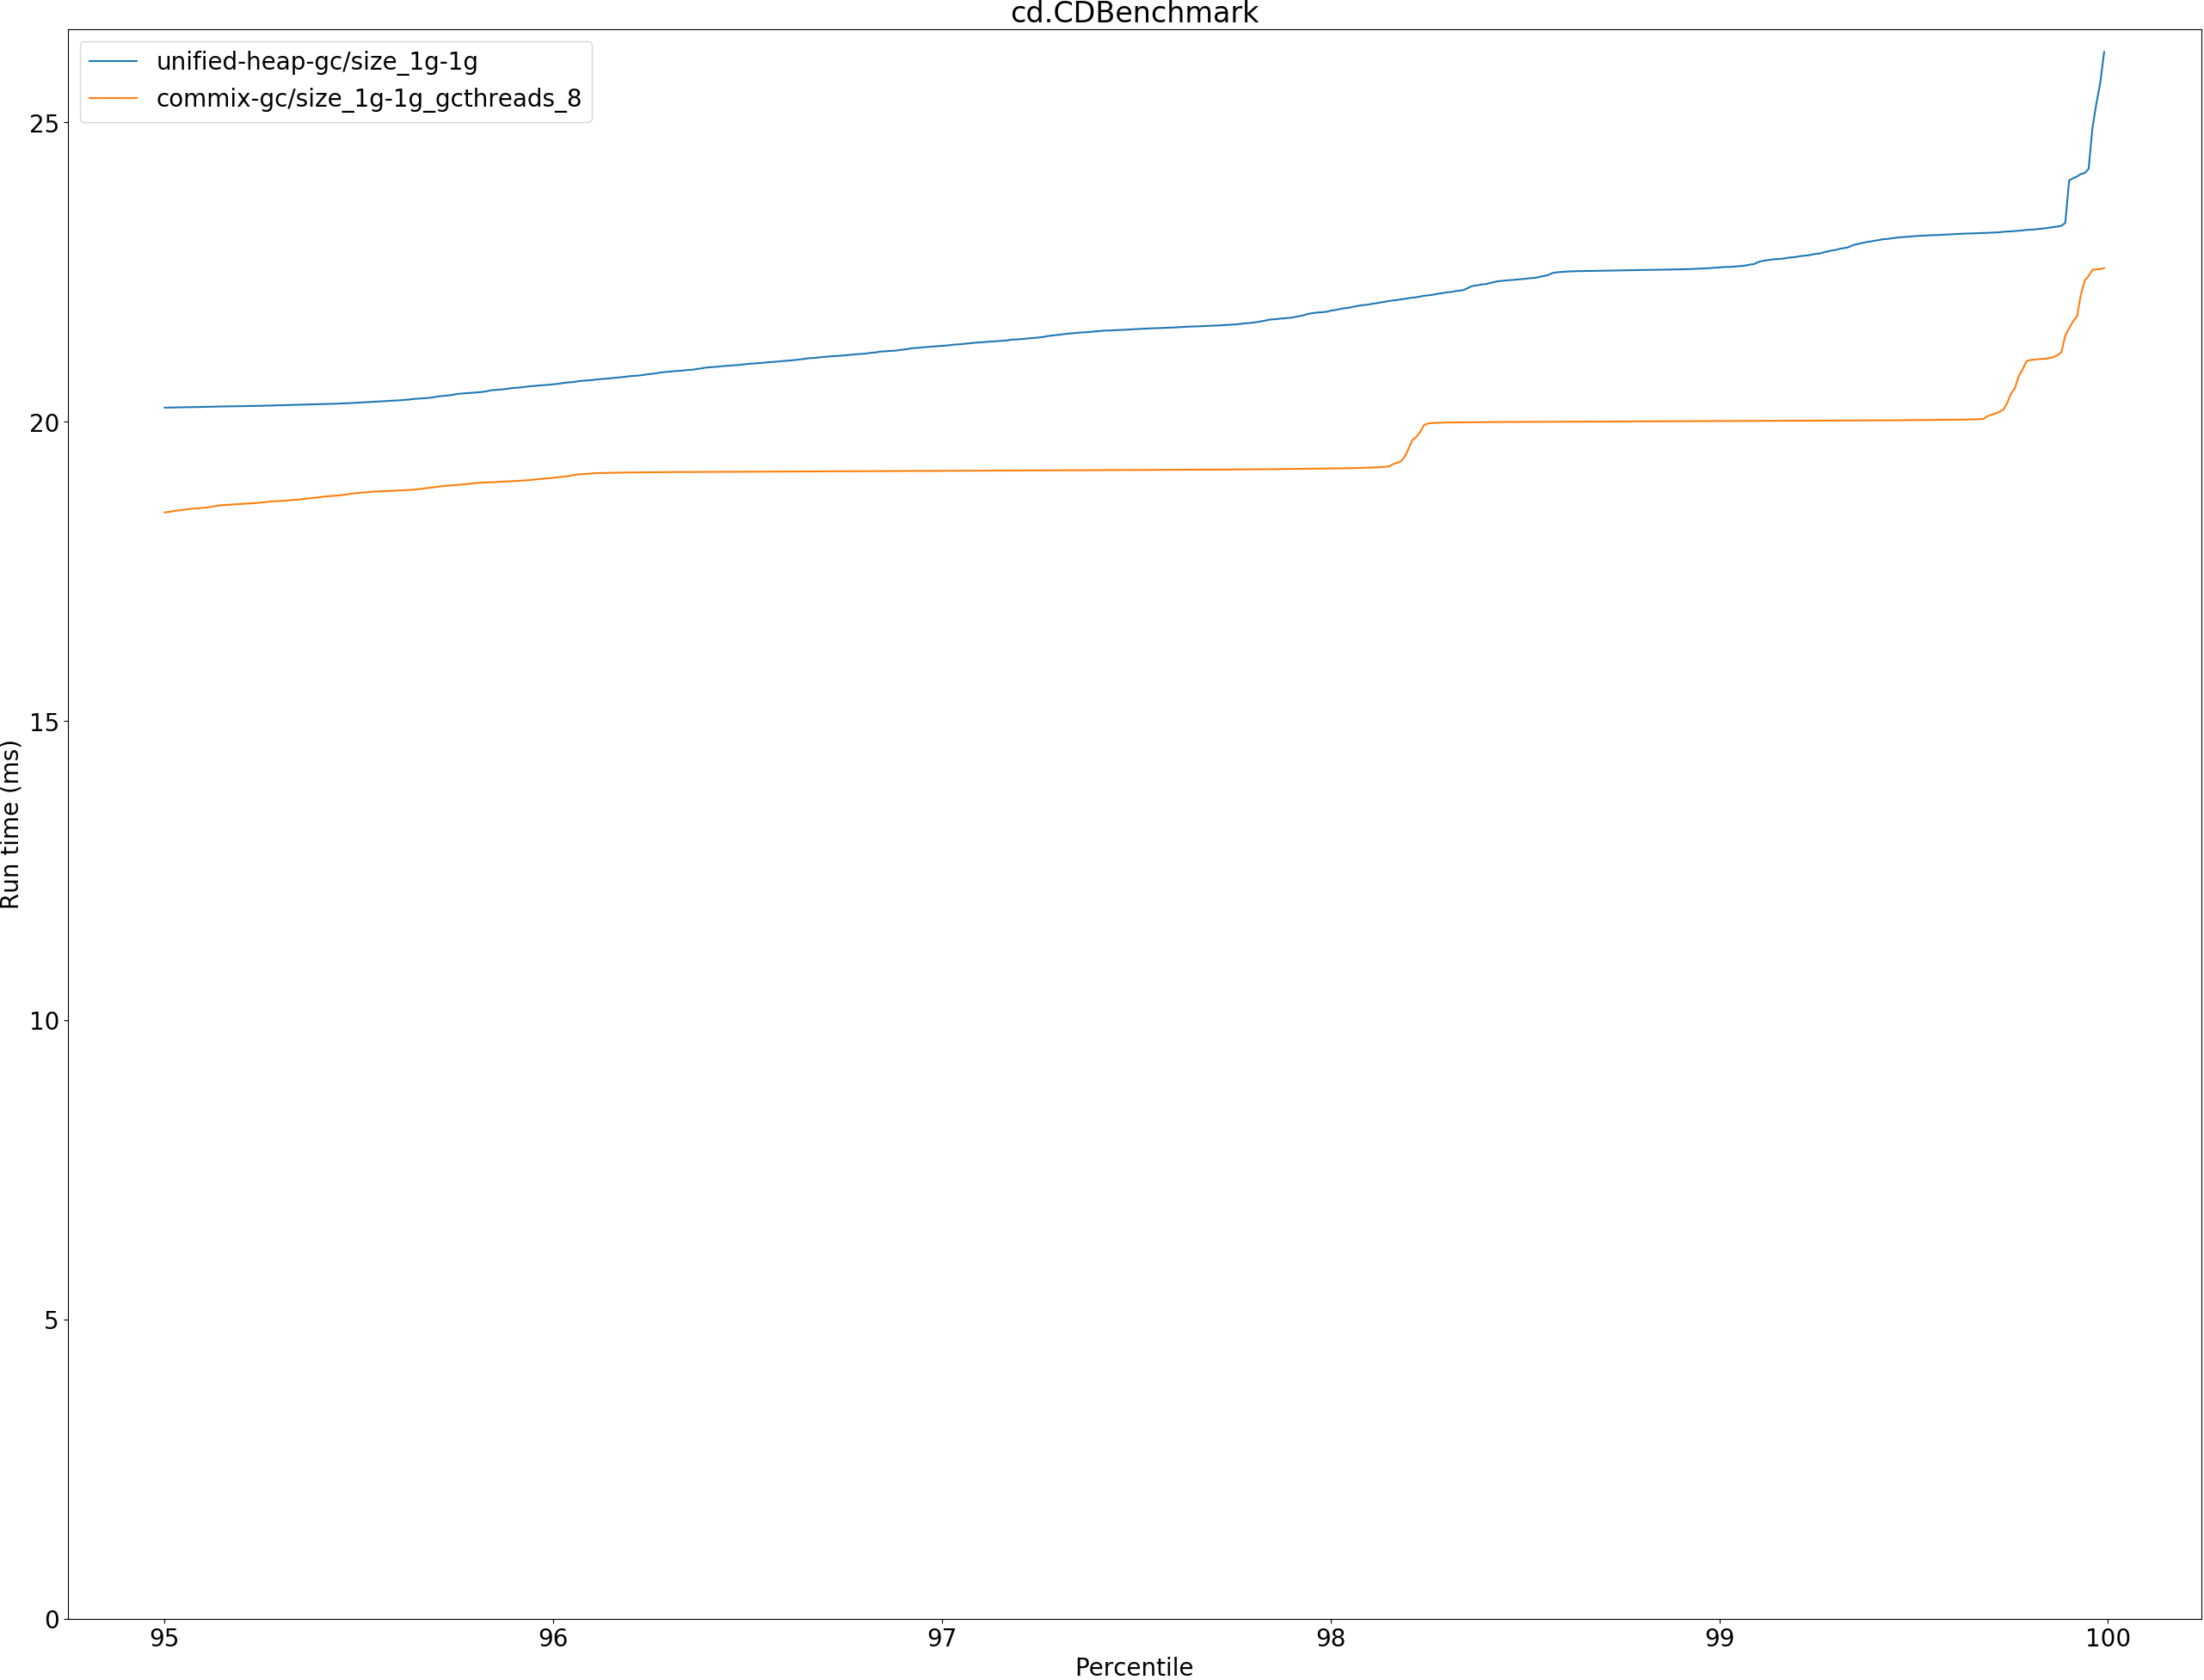 cd.CDBenchmark
unified-heap-gc/size_1g-1g
commix-gc/size_1g-1g_gcthreads_8
25
20
15
10
5
0
Run time (ms)
95 96 97 98 99 100
Percentile